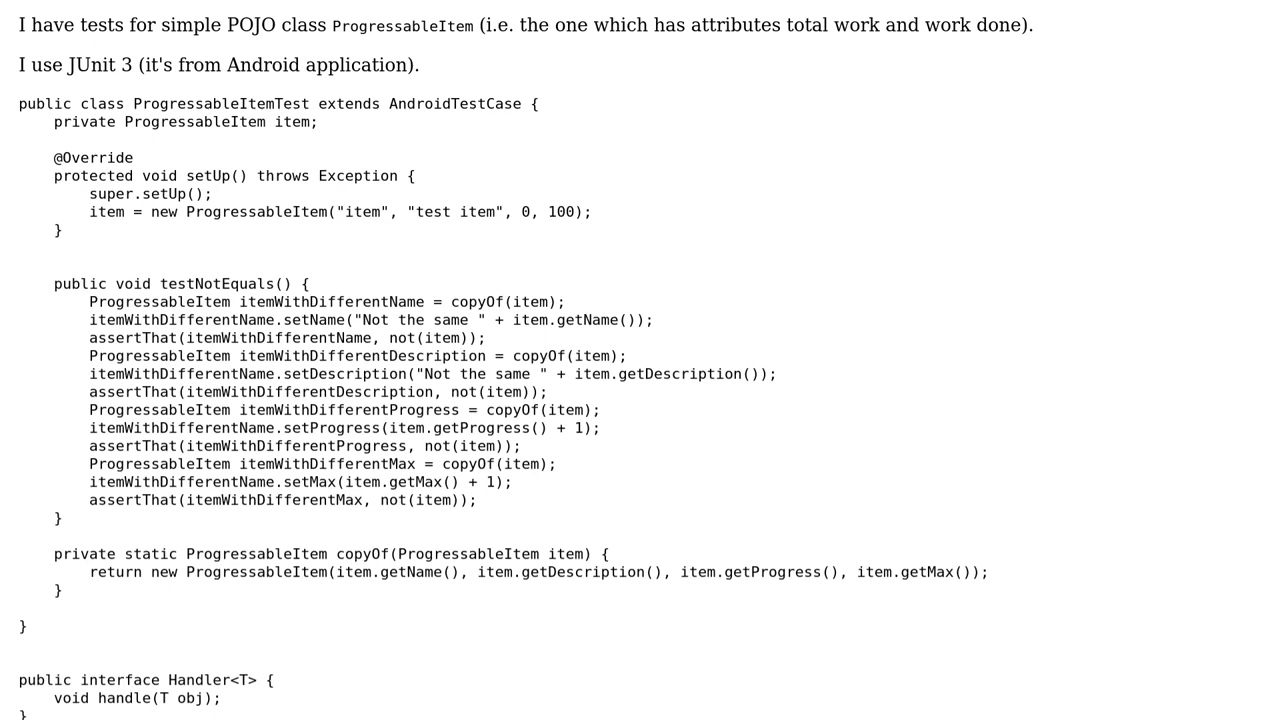 I have tests for simple POJO class ProgressableItem (i.e. the one which has attributes total work and work done).
I use JUnit 3 (it's from Android application).
public class ProgressableItemTest extends AndroidTestCase {
    private ProgressableItem item;
    @Override
    protected void setUp() throws Exception {
        super.setUp();
        item = new ProgressableItem("item", "test item", 0, 100);
    }
    public void testNotEquals() {
        ProgressableItem itemWithDifferentName = copyOf(item);
        itemWithDifferentName.setName("Not the same " + item.getName());
        assertThat(itemWithDifferentName, not(item));
        ProgressableItem itemWithDifferentDescription = copyOf(item);
        itemWithDifferentName.setDescription("Not the same " + item.getDescription());
        assertThat(itemWithDifferentDescription, not(item));
        ProgressableItem itemWithDifferentProgress = copyOf(item);
        itemWithDifferentName.setProgress(item.getProgress() + 1);
        assertThat(itemWithDifferentProgress, not(item));
        ProgressableItem itemWithDifferentMax = copyOf(item);
        itemWithDifferentName.setMax(item.getMax() + 1);
        assertThat(itemWithDifferentMax, not(item));
    }
    private static ProgressableItem copyOf(ProgressableItem item) {
        return new ProgressableItem(item.getName(), item.getDescription(), item.getProgress(), item.getMax());
    }
}
public interface Handler<T> {
    void handle(T obj);
}